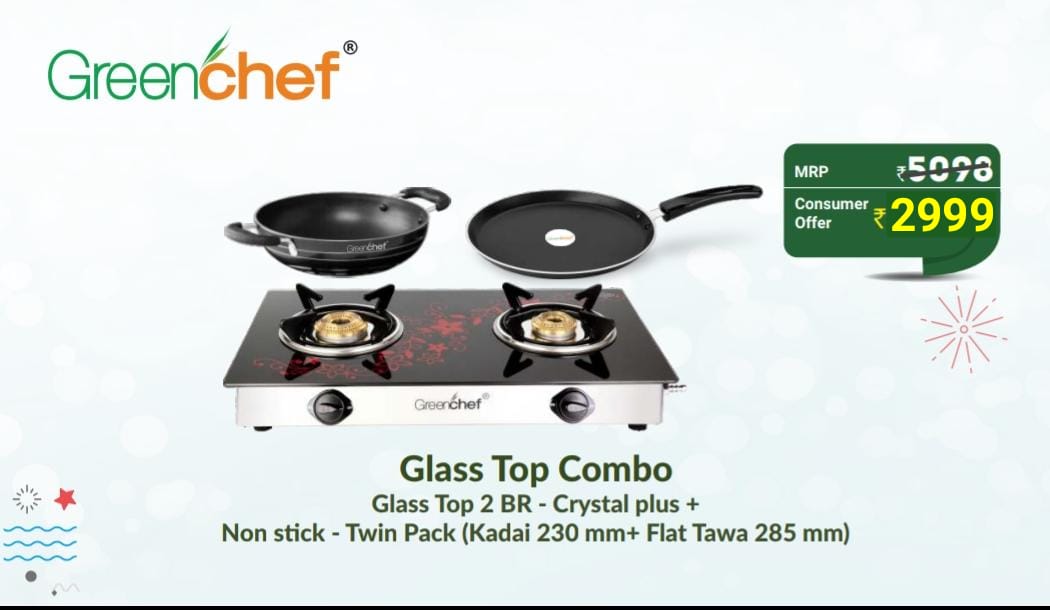 Greenchef®
MRP ₹5098
Consumer
Offer ₹2999
Greenchef
Greenchef
Greenchef®
Glass Top Combo
Glass Top 2 BR - Crystal plus +
Non stick - Twin Pack (Kadai 230 mm+ Flat Tawa 285 mm)